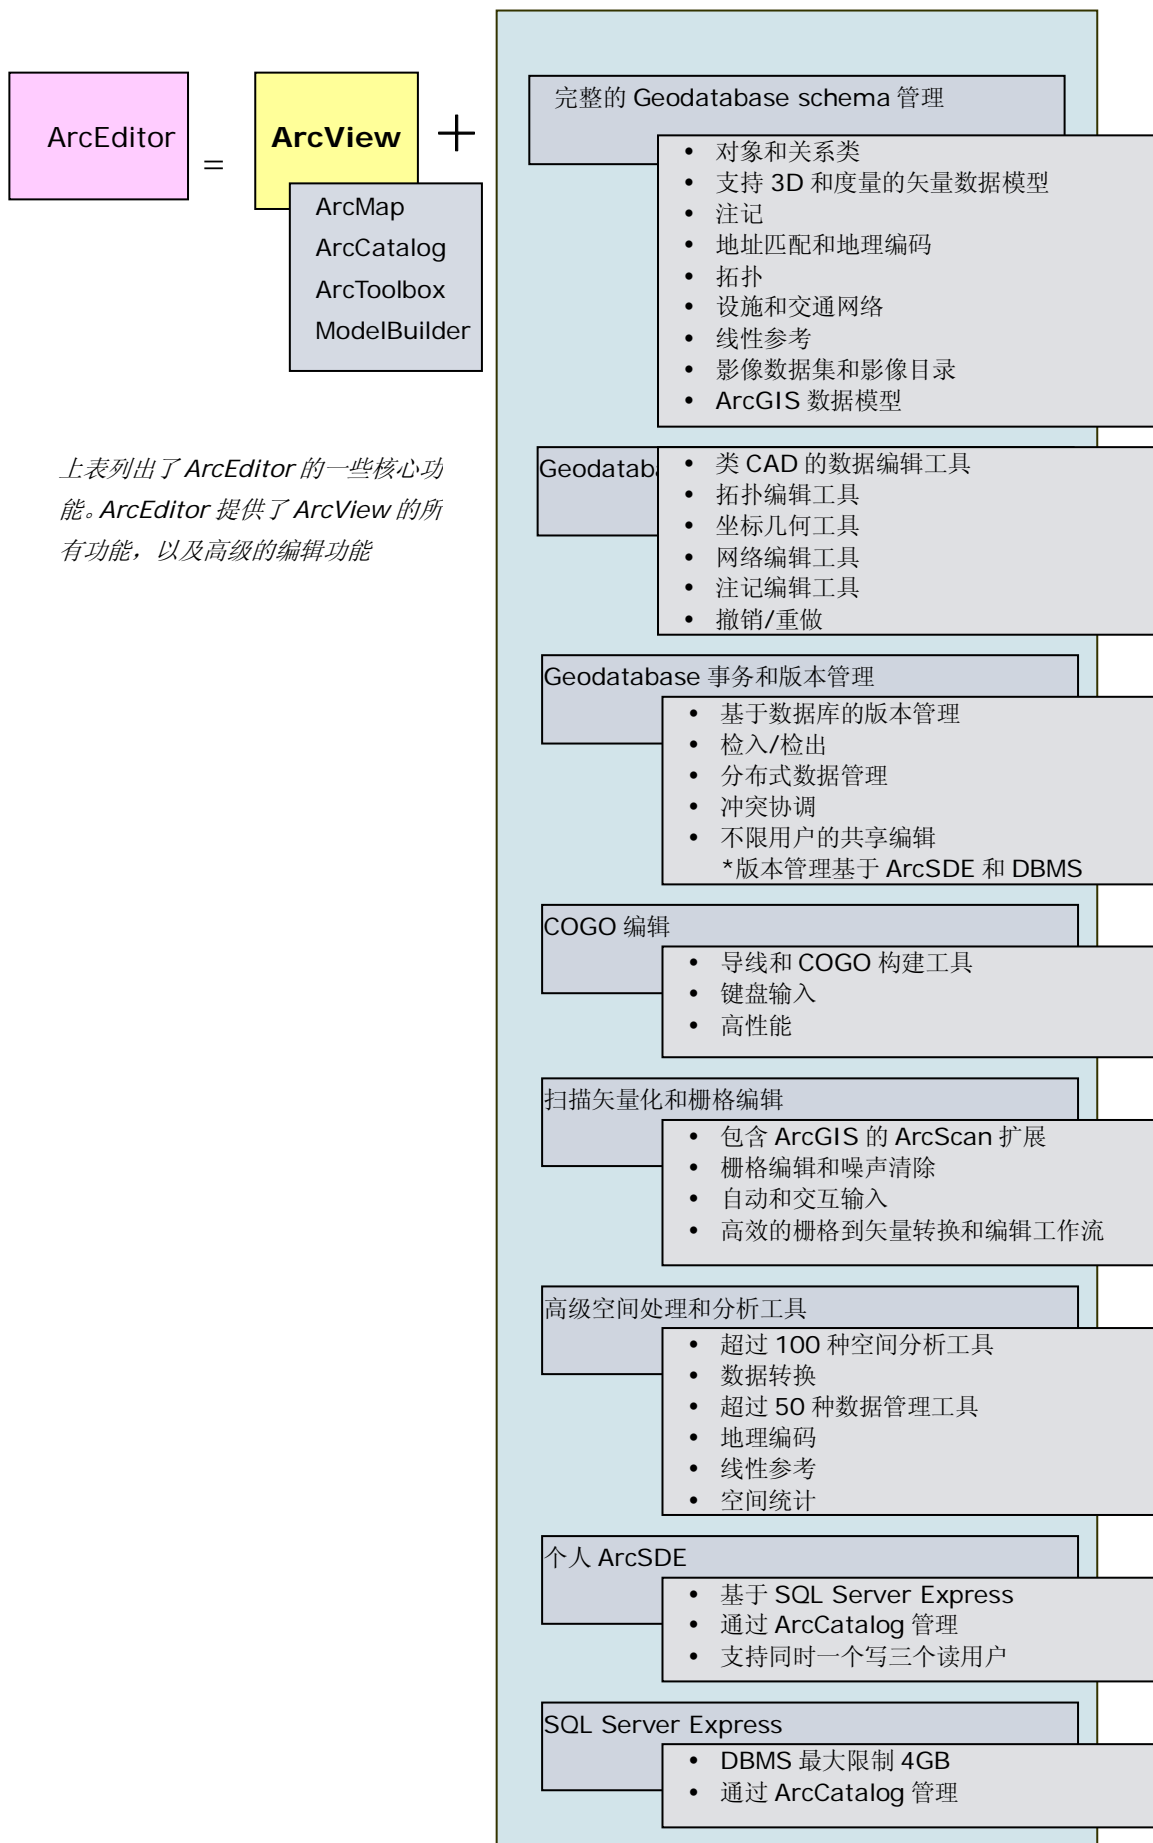 ArcEditor
=
ArcView
+
ArcMap
ArcCatalog
ArcToolbox
ModelBuilder
上表列出了 ArcEditor 的一些核心功
能。ArcEditor 提供了 ArcView 的所
有功能，以及高级的编辑功能
完整的 Geodatabase schema 管理
• 对象和关系类
• 支持 3D 和度量的矢量数据模型
• 注记
• 地址匹配和地理编码
• 拓扑
• 设施和交通网络
• 线性参考
• 影像数据集和影像目录
• ArcGIS 数据模型
Geodatab
• 类 CAD 的数据编辑工具
• 拓扑编辑工具
• 坐标几何工具
• 网络编辑工具
• 注记编辑工具
• 撤销/重做
Geodatabase 事务和版本管理
• 基于数据库的版本管理
• 检入/检出
• 分布式数据管理
• 冲突协调
• 不限用户的共享编辑
*版本管理基于 ArcSDE 和 DBMS
COGO 编辑
• 导线和 COGO 构建工具
• 键盘输入
• 高性能
扫描矢量化和栅格编辑
• 包含 ArcGIS 的 ArcScan 扩展
• 栅格编辑和噪声清除
• 自动和交互输入
• 高效的栅格到矢量转换和编辑工作流
高级空间处理和分析工具
• 超过 100 种空间分析工具
• 数据转换
• 超过 50 种数据管理工具
• 地理编码
• 线性参考
• 空间统计
个人 ArcSDE
• 基于 SQL Server Express
• 通过 ArcCatalog 管理
• 支持同时一个写三个读用户
SQL Server Express
• DBMS 最大限制 4GB
• 通过 ArcCatalog 管理